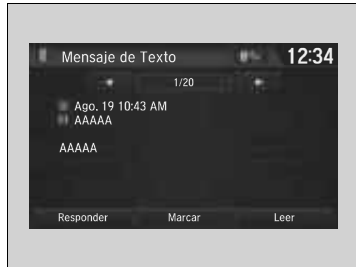 Mensaje de Texto 12:34
1/20
Ago. 19 10:43 AM
AAAAA
AAAAA
Responder Marcar Leer